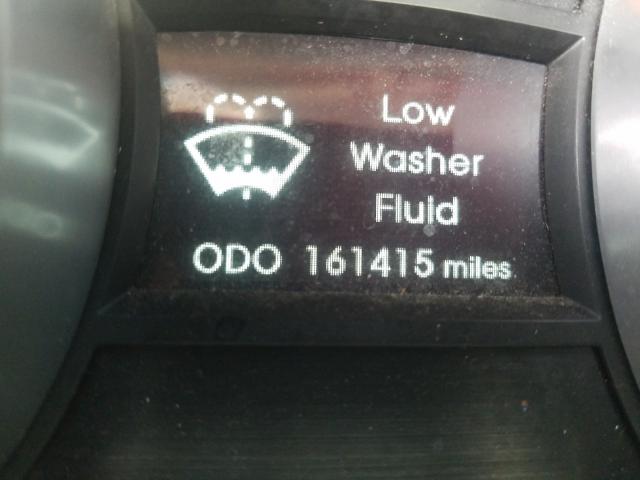 Low
Washer
Fluid
ODO 161415 miles